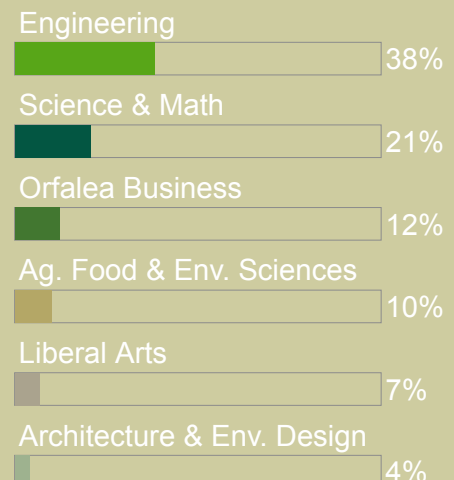 Engineering
38%
Science & Math
21%
Orfalea Business
12%
Ag. Food & Env. Sciences
10%
Liberal Arts
7%
Architecture & Env. Design
4%